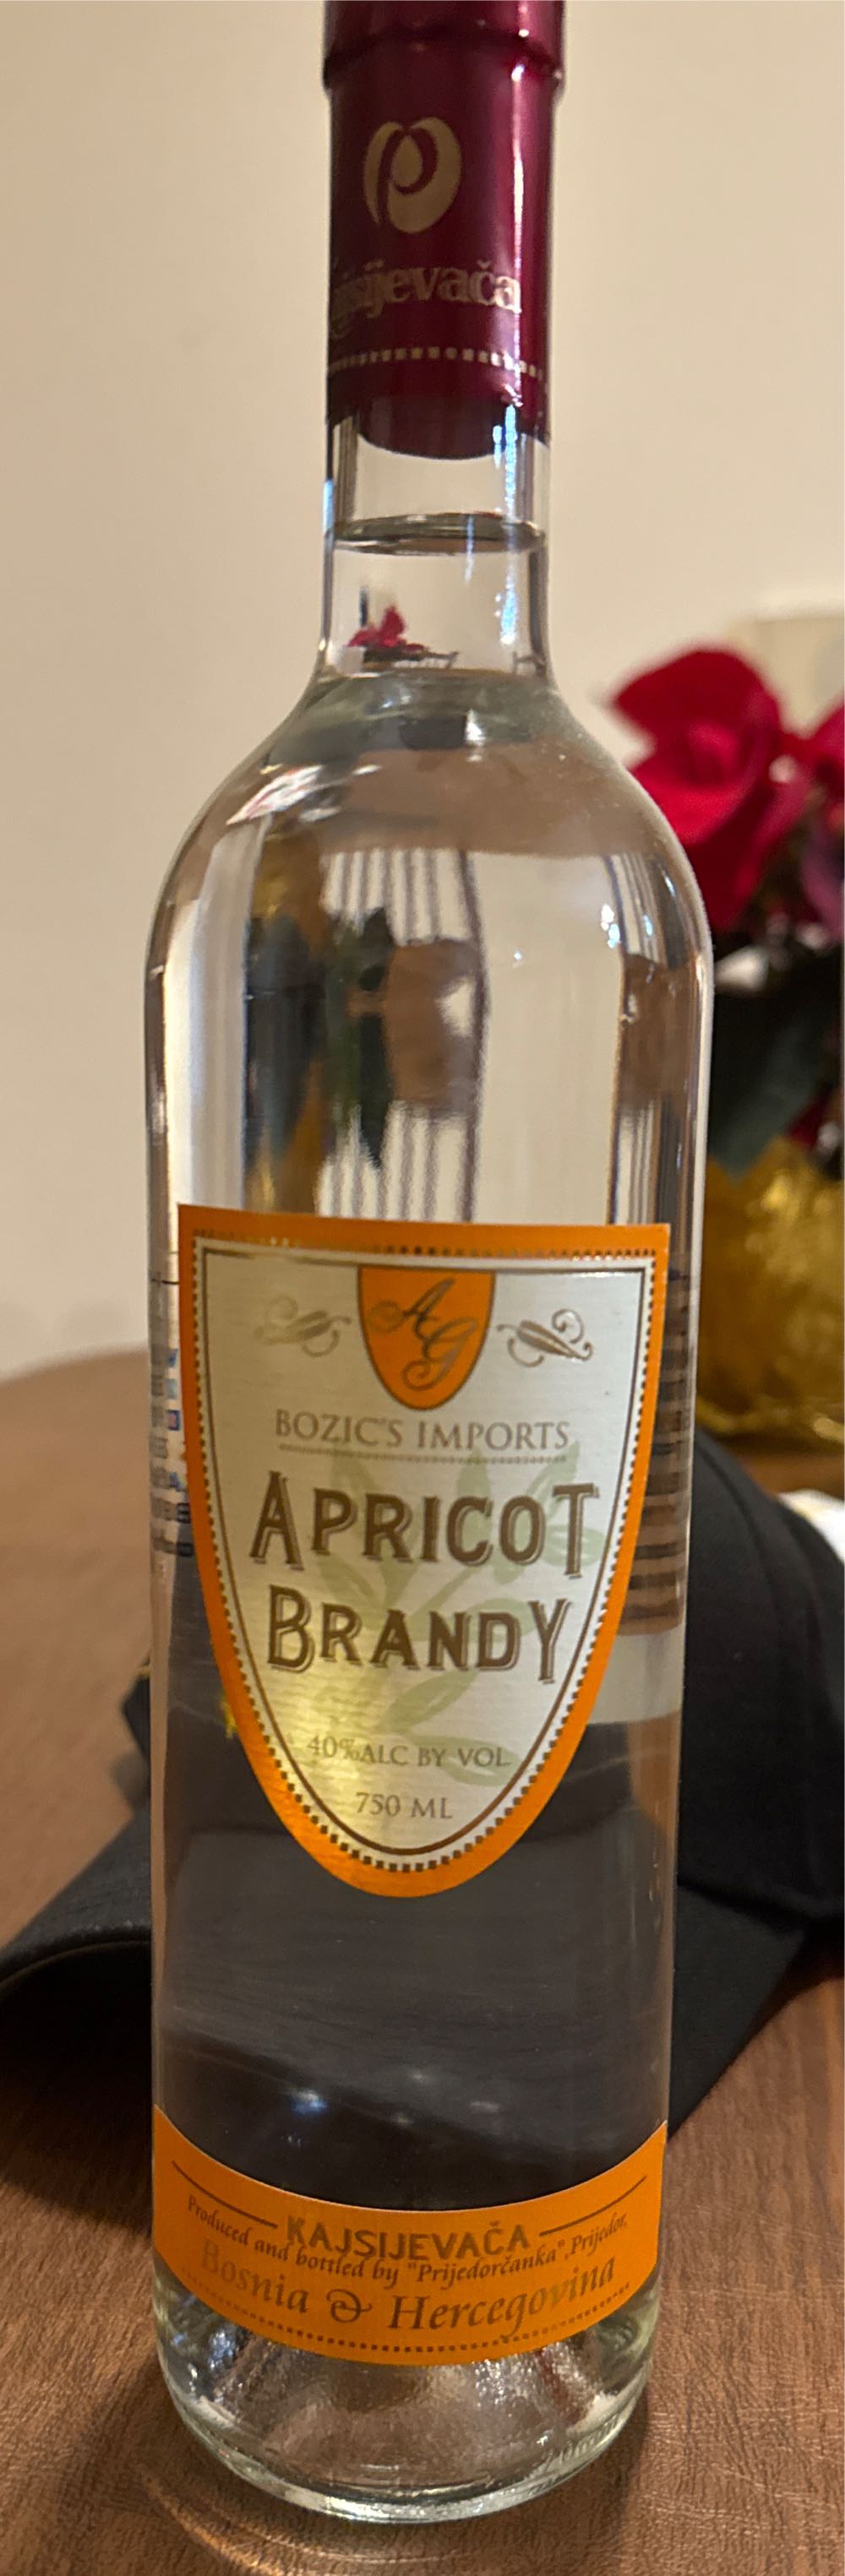 Kajsijevača
AG
BOZIC'S IMPORTS
APRICOT
BRANDY
40%ALC BY VOL
750 ML
KAJSIJEVAČA
Produced and bottled by "Prijedorčanka",Prijedor,
Bosnia & Hercegovina